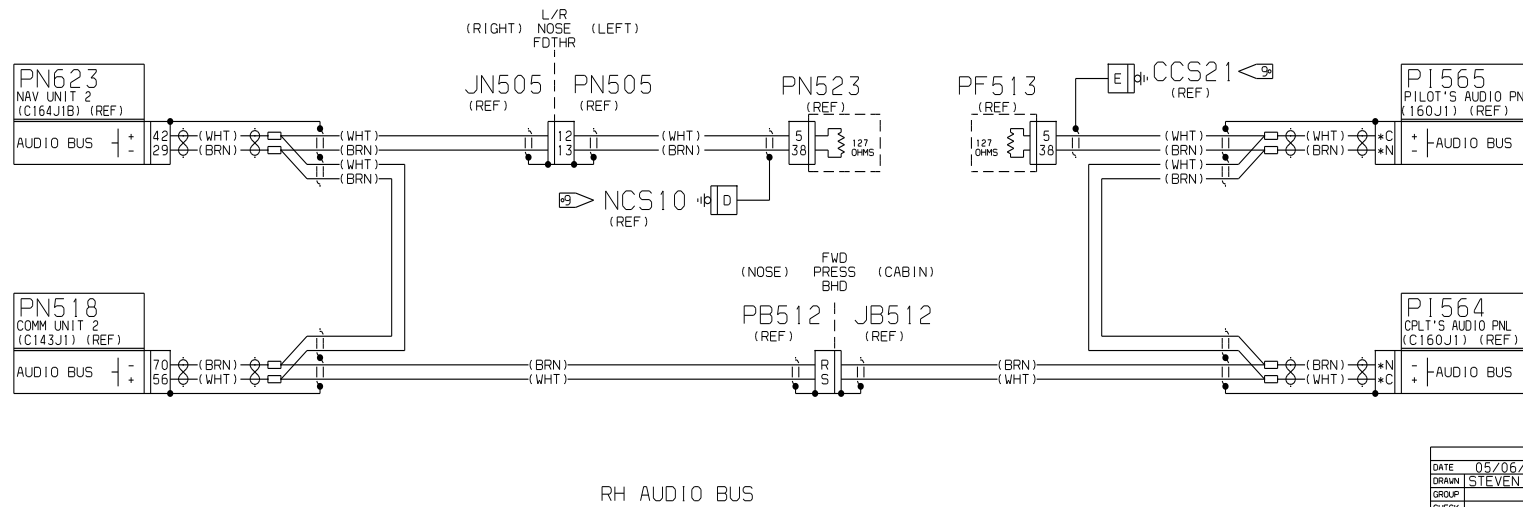 L/R
(RIGHT) NOSE (LEFT)
FDTHR
PN623
NAV UNIT 2
(C164J1B) (REF)
AUDIO BUS
+ 42 (WHT) (WHT)
- 29 (BRN) (BRN)
(WHT)
(BRN)
JN505
(REF)
PN505
(REF)
12
13
(WHT)
(BRN)
PN523
(REF)
5
38
127
OHMS
NCS10
(REF)
D
PF513
(REF)
127
OHMS
5
38
E
CCS21
(REF)
(WHT) (WHT)
(BRN) (BRN)
(WHT)
(BRN)
PI565
PILOT'S AUDIO PN
(160J1) (REF)
*C +
*N -
AUDIO BUS
PN518
COMM UNIT 2
(C143J1) (REF)
AUDIO BUS
- 70 (BRN) (BRN)
+ 56 (WHT) (WHT)
FWD
(NOSE) PRESS (CABIN)
BHD
PB512
(REF)
JB512
(REF)
R
S
(BRN) (BRN)
(WHT) (WHT)
PI564
CPLT'S AUDIO PNL
(C160J1) (REF)
*N -
*C +
AUDIO BUS
RH AUDIO BUS
DATE 05/06/
DRAWN STEVEN
GROUP